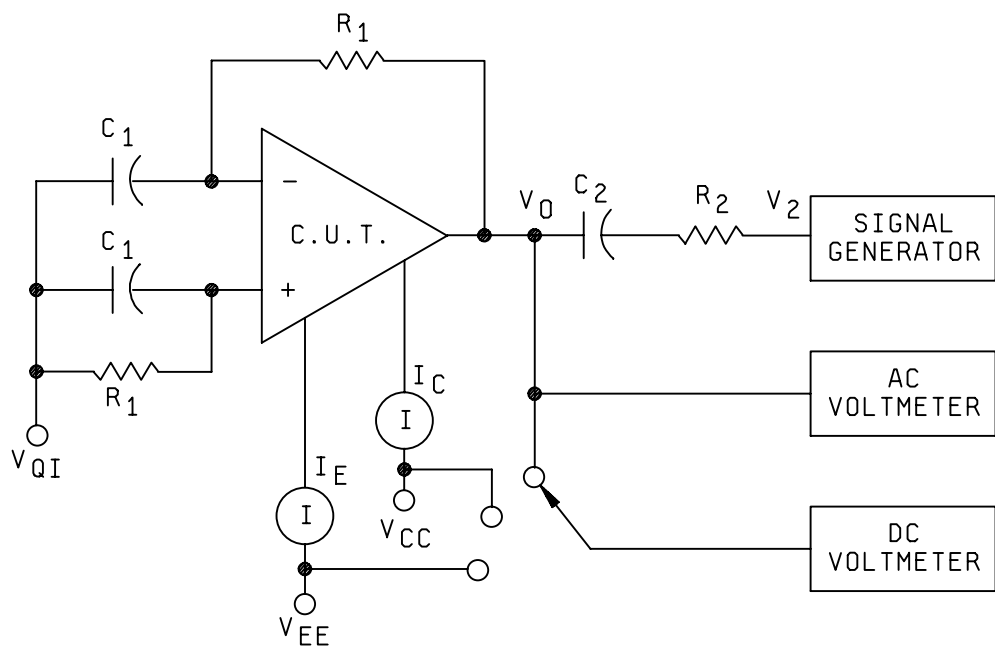 R1
C1
−
C.U.T.
+
C1
R1
VQI
VO
C2
R2
V2
SIGNAL
GENERATOR
AC
VOLTMETER
DC
VOLTMETER
IC
I
VCC
IE
I
VEE